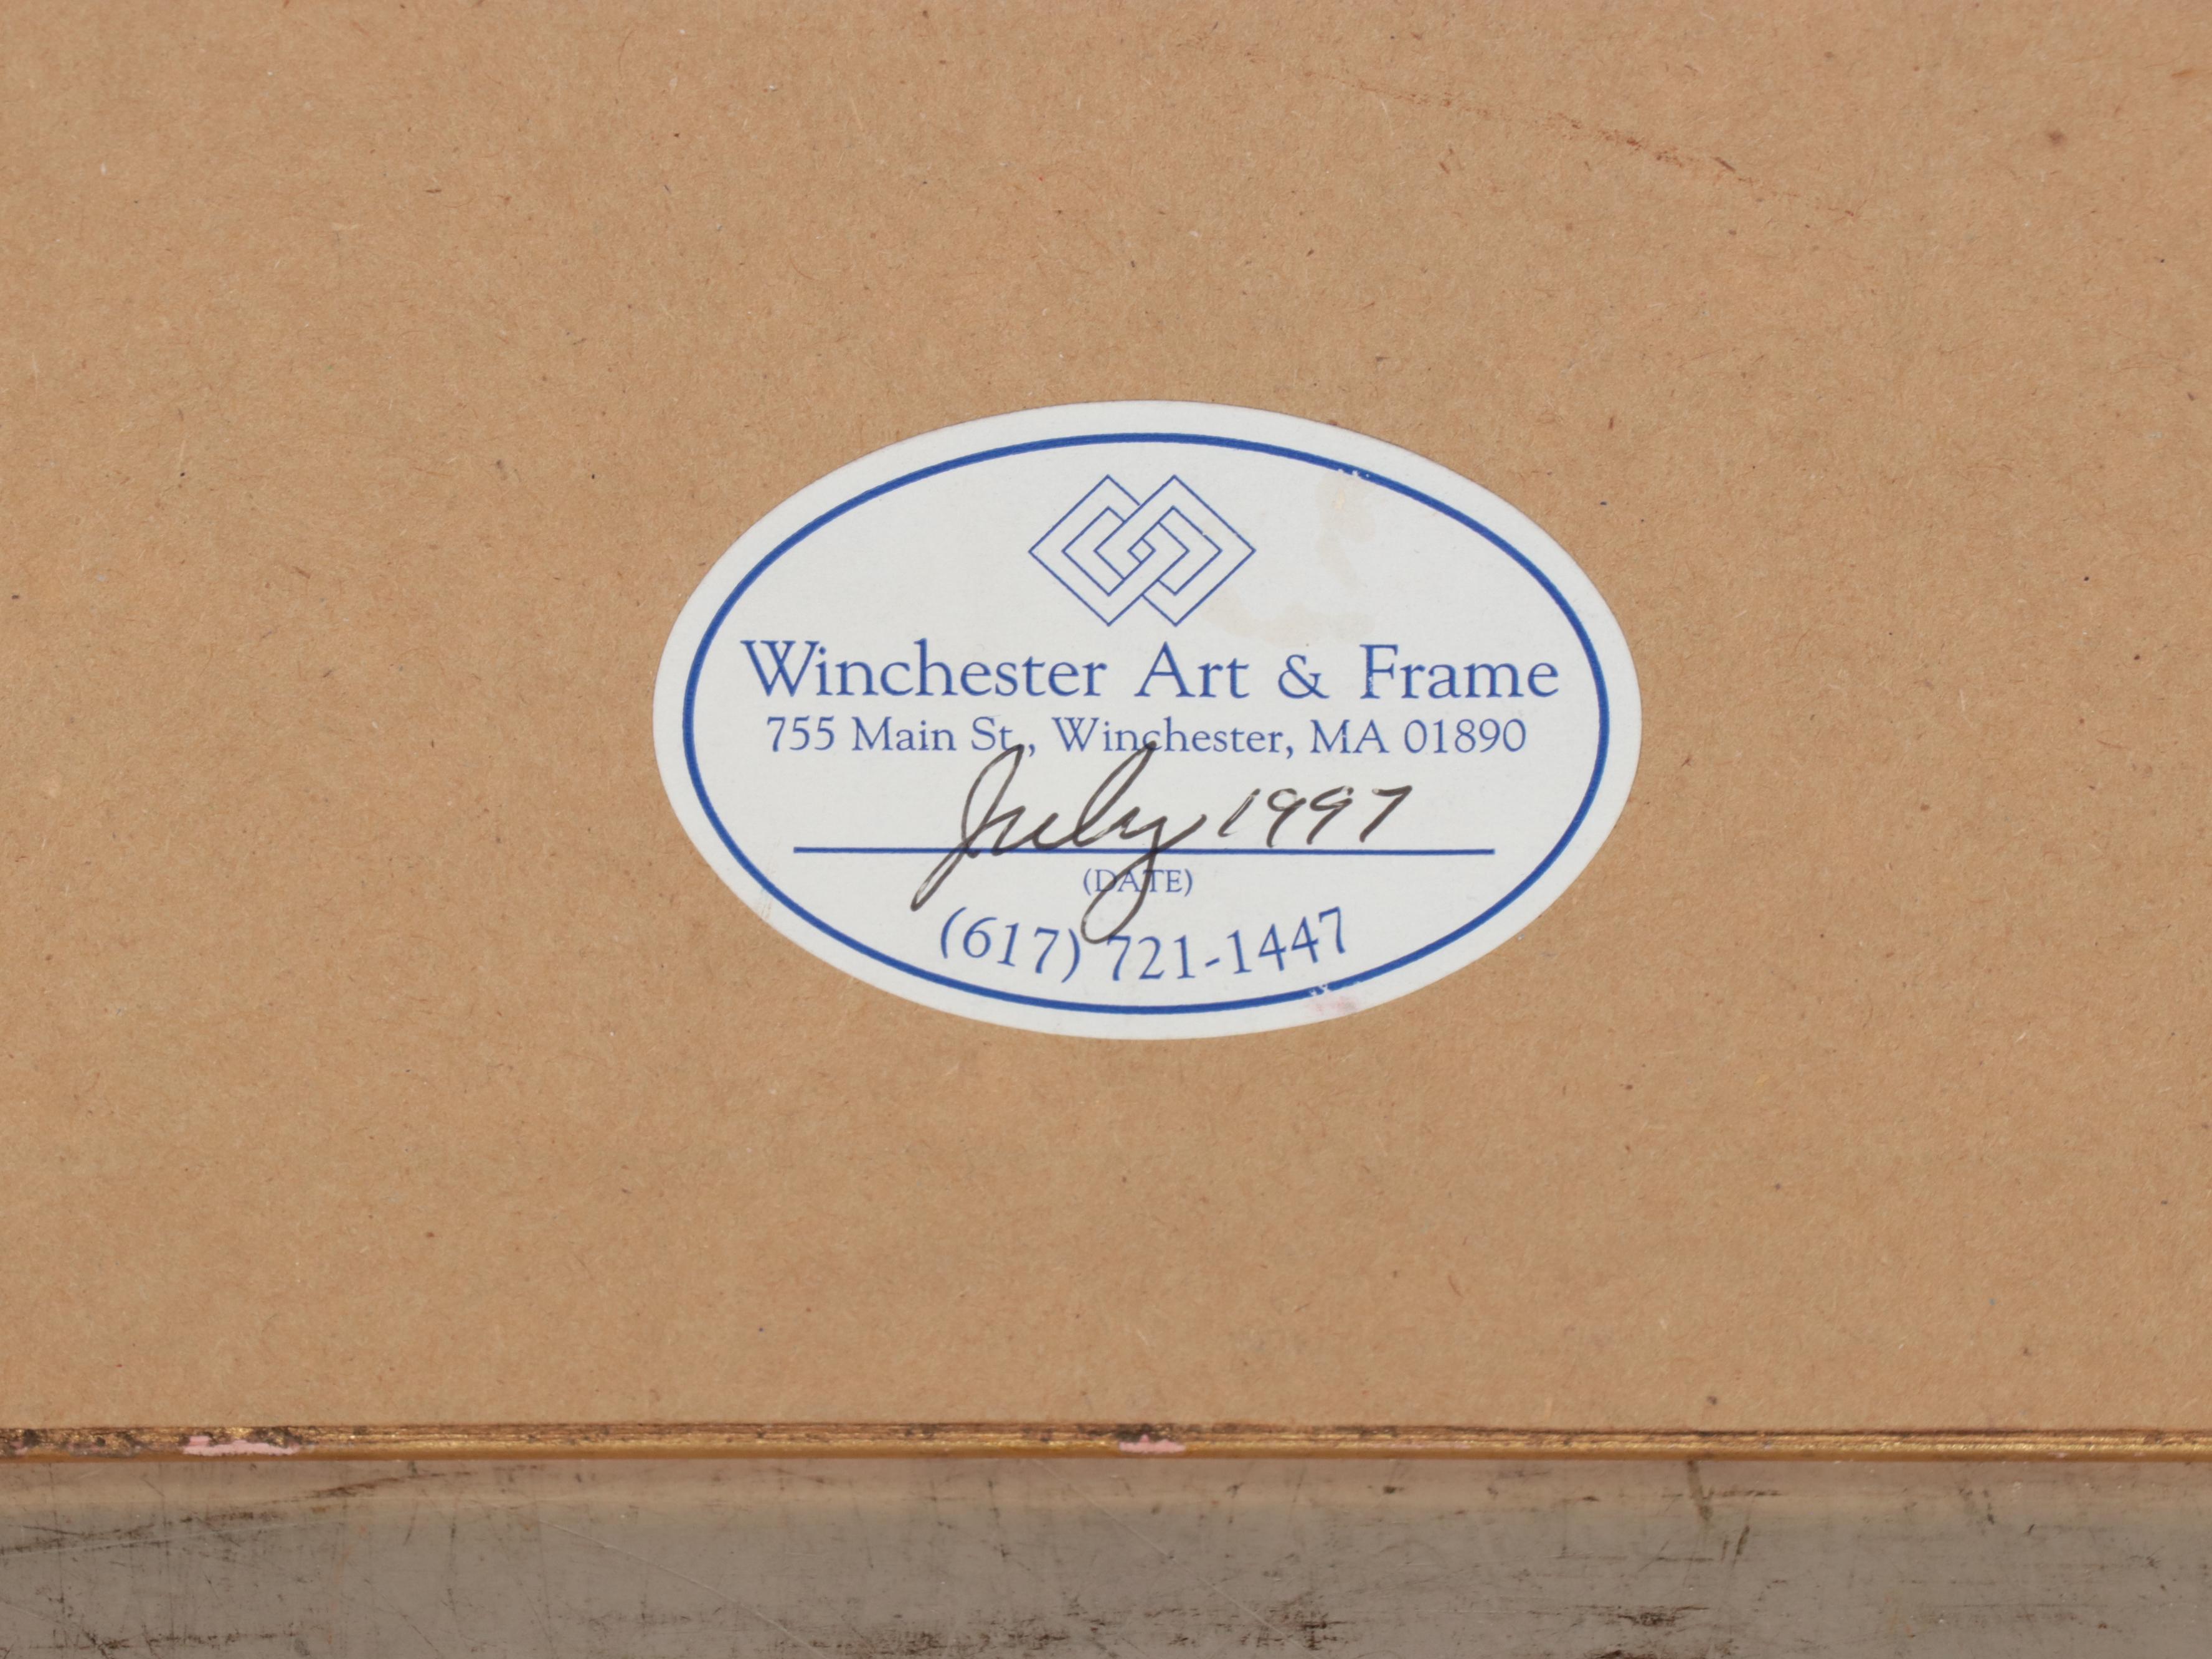 Winchester Art & Frame
755 Main St., Winchester, MA 01890
July 1997
(DATE)
(617) 721-1447